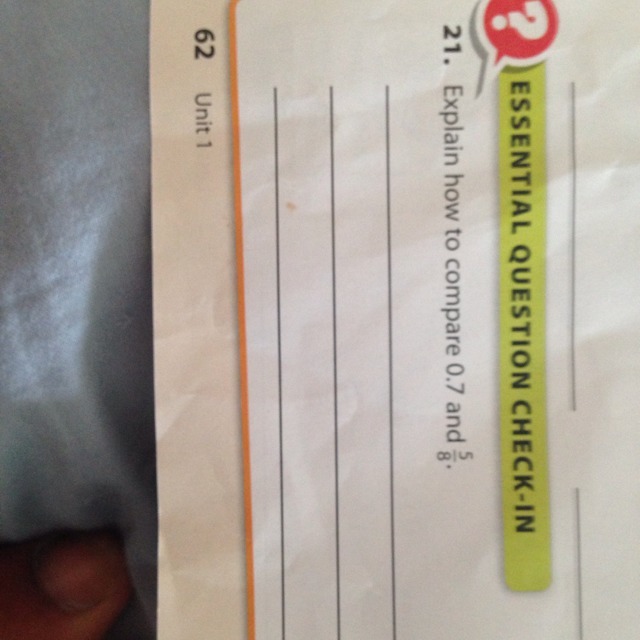 ?
ESSENTIAL QUESTION CHECK-IN
21. Explain how to compare 0.7 and 5/8.
62 Unit 1